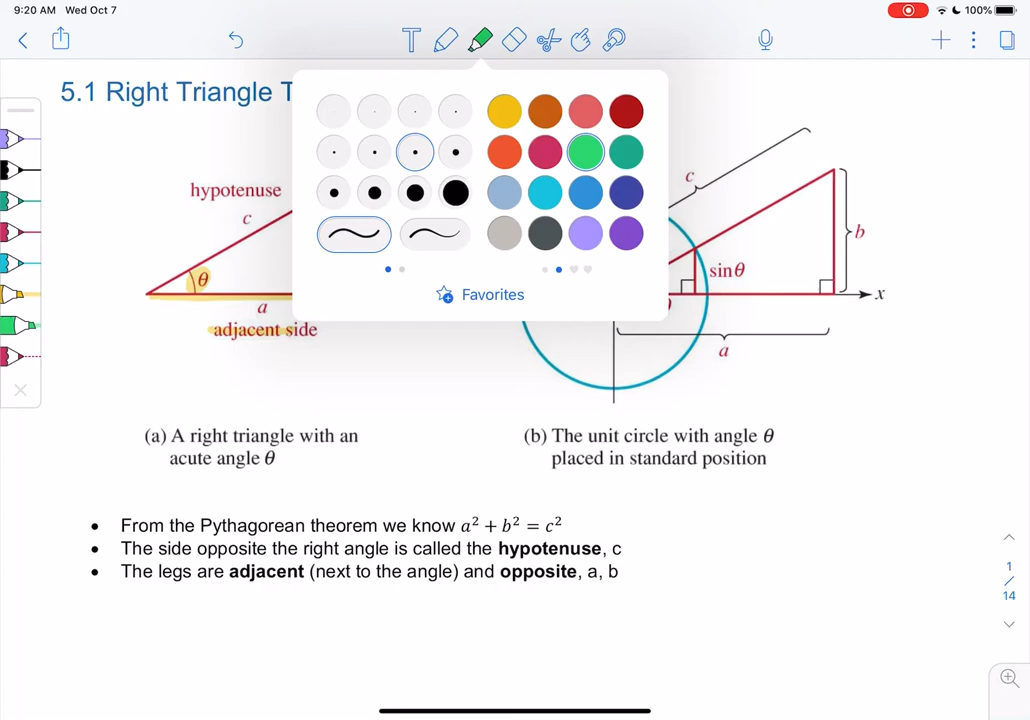 9:20 AM Wed Oct 7
100%
5.1 Right Triangle T
hypotenuse
c
θ
a
adjacent side
Favorites
c
sin θ
b
x
a
(a) A right triangle with an
acute angle θ
(b) The unit circle with angle θ
placed in standard position
• From the Pythagorean theorem we know a² + b² = c²
• The side opposite the right angle is called the hypotenuse, c
• The legs are adjacent (next to the angle) and opposite, a, b
1
/
14